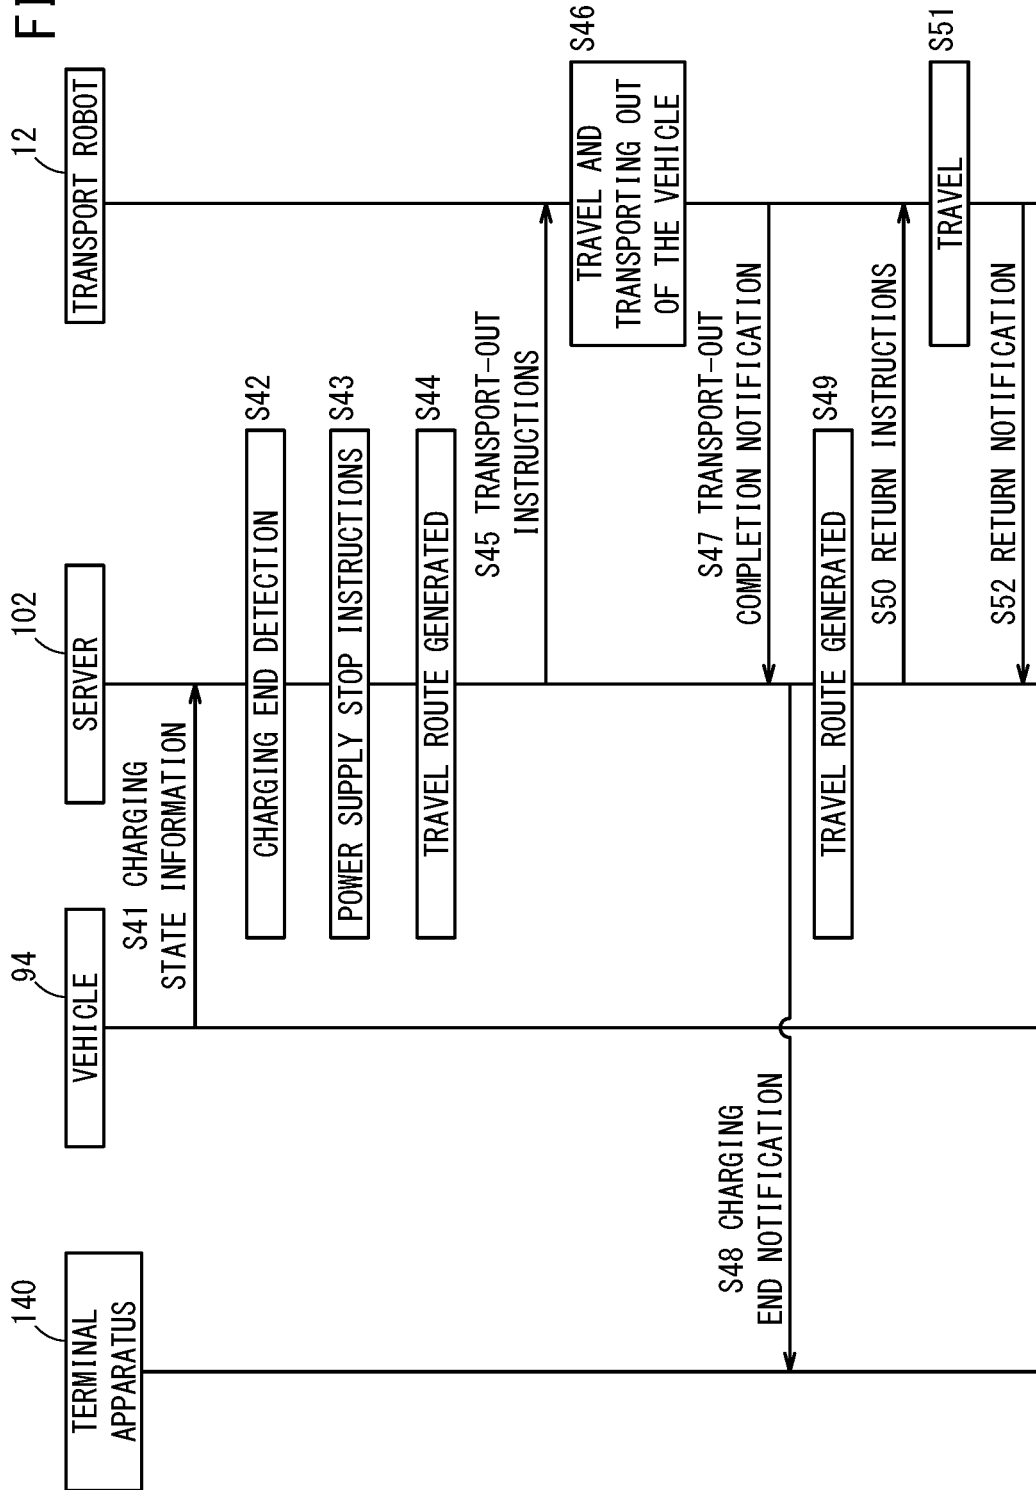 FI
140
TERMINAL
APPARATUS
94
VEHICLE
102
SERVER
12
TRANSPORT ROBOT
S41 CHARGING
STATE INFORMATION
CHARGING END DETECTION
S42
POWER SUPPLY STOP INSTRUCTIONS
S43
TRAVEL ROUTE GENERATED
S44
S45 TRANSPORT-OUT
INSTRUCTIONS
S46
TRAVEL AND
TRANSPORTING OUT
OF THE VEHICLE
S47 TRANSPORT-OUT
COMPLETION NOTIFICATION
S48 CHARGING
END NOTIFICATION
TRAVEL ROUTE GENERATED
S49
S50 RETURN INSTRUCTIONS
TRAVEL
S51
S52 RETURN NOTIFICATION